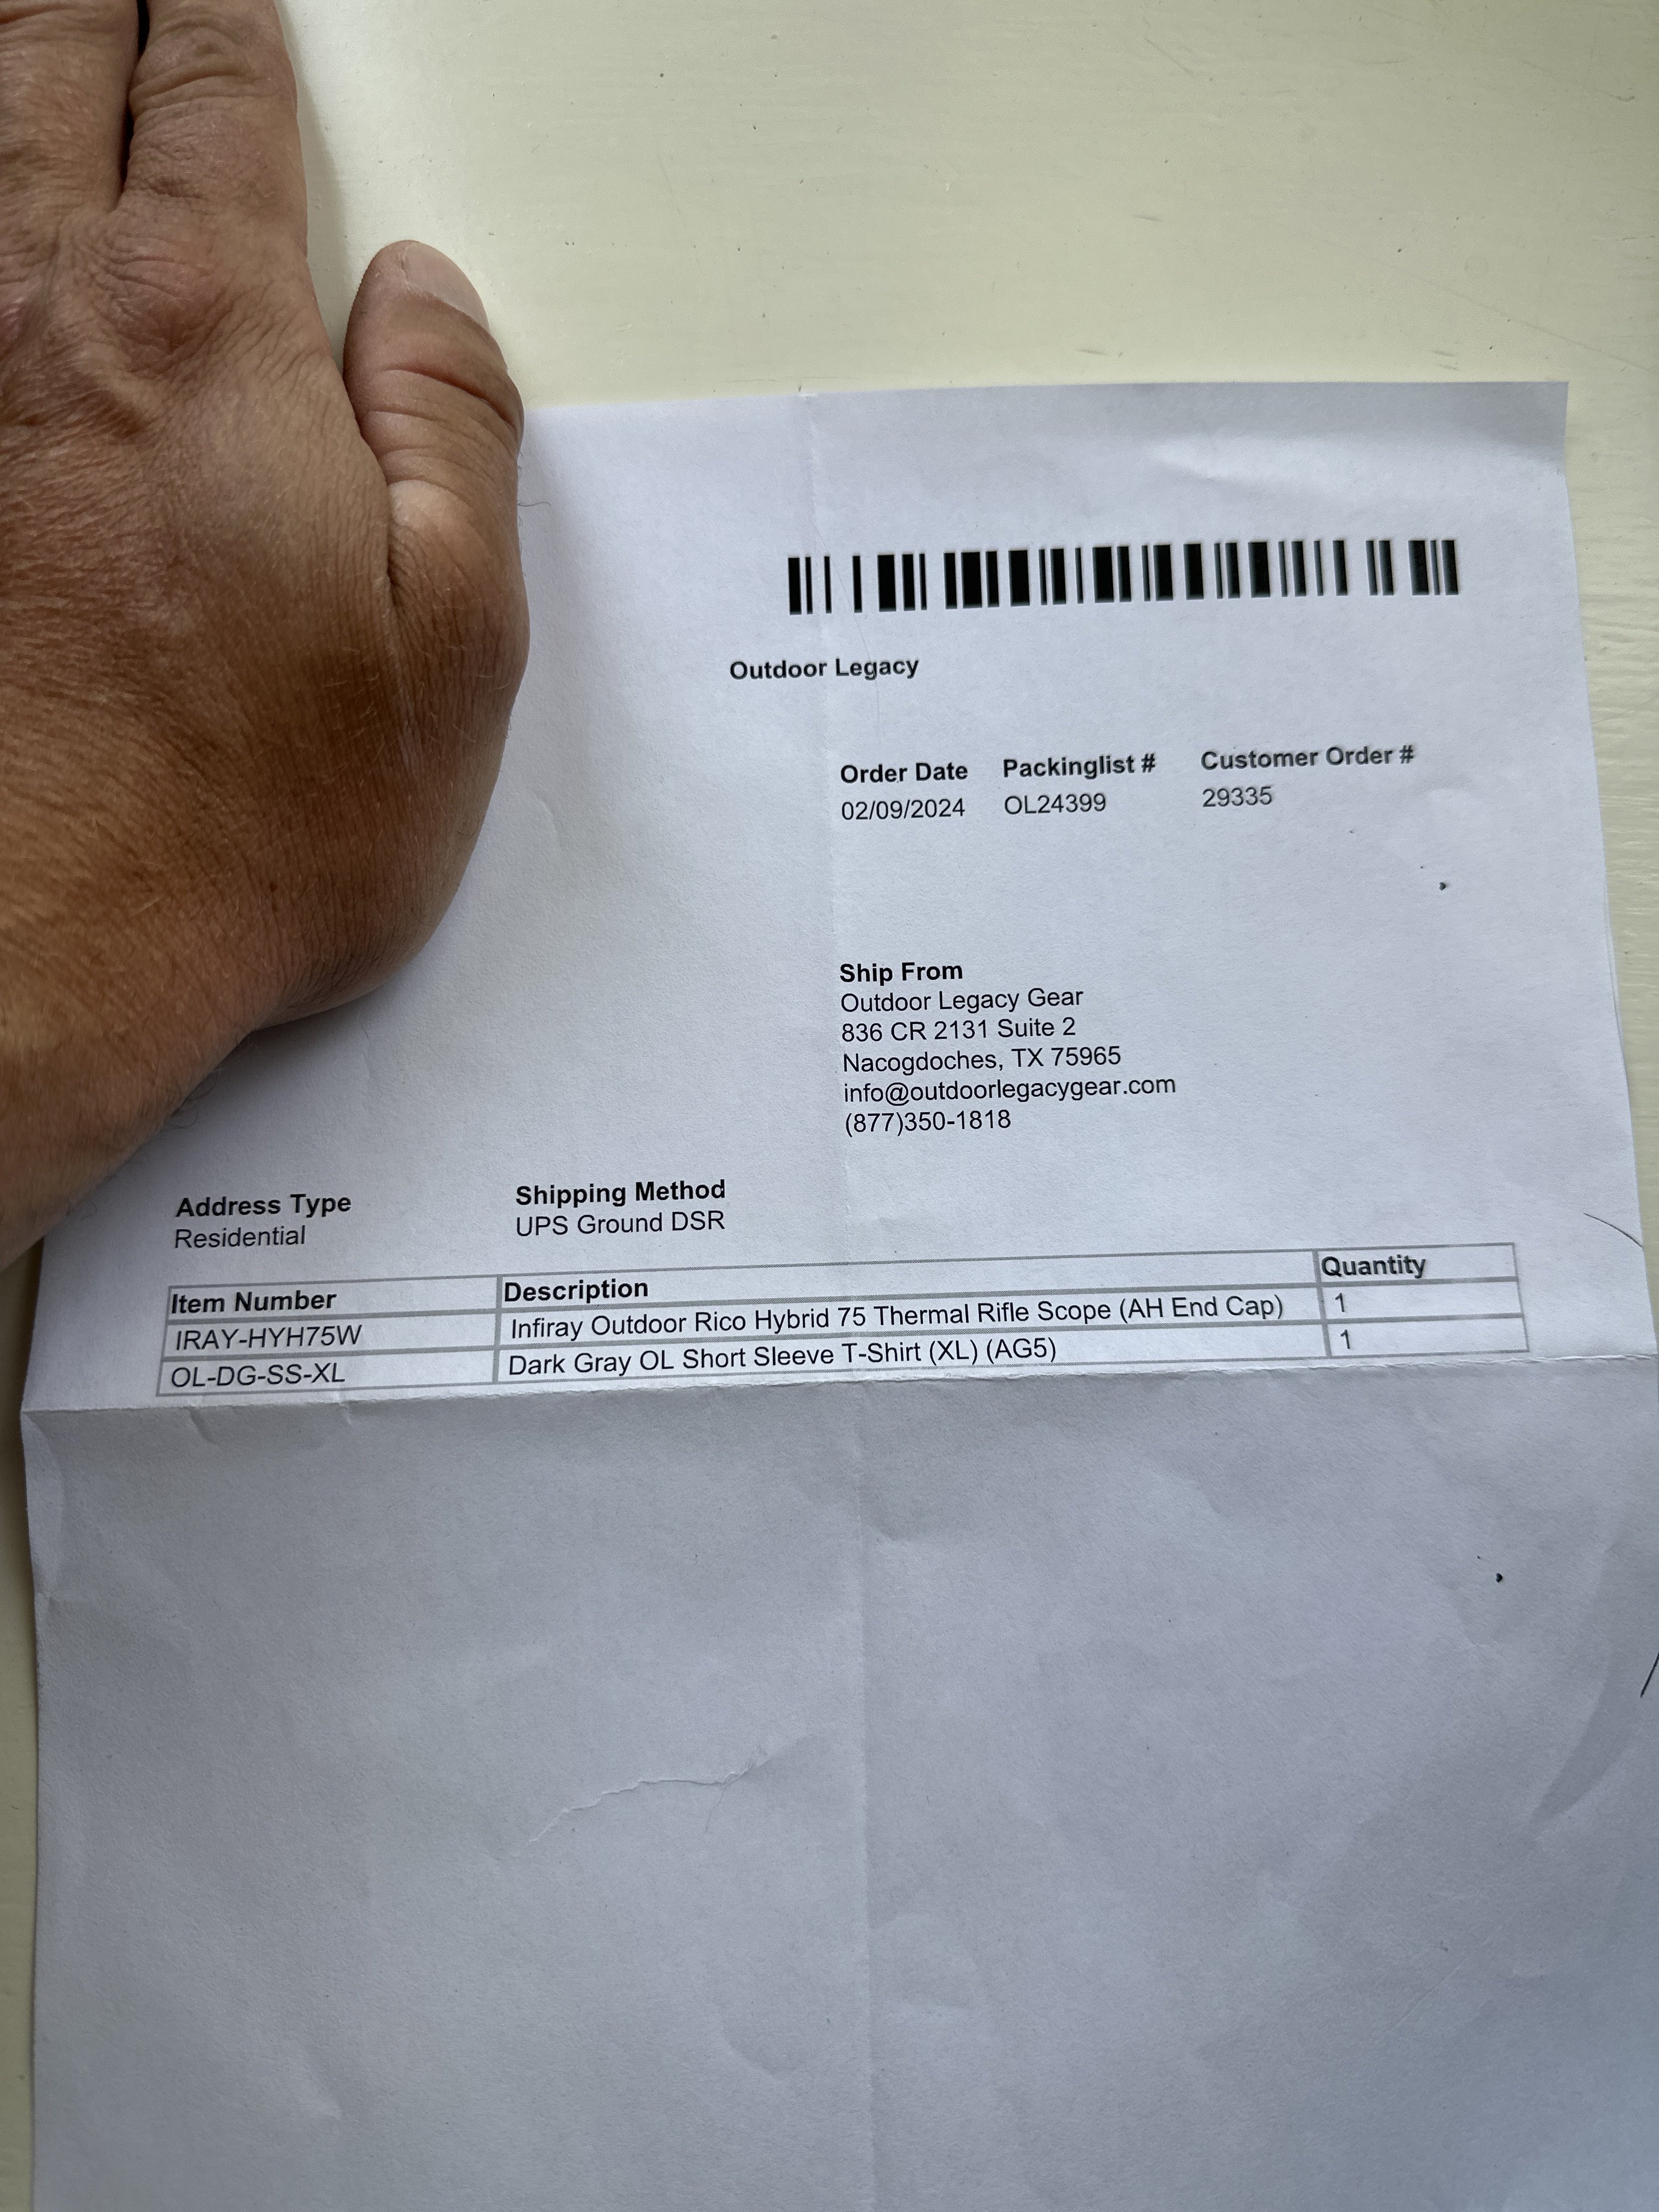 Outdoor Legacy
Order Date Packinglist # Customer Order #
02/09/2024 OL24399 29335
Ship From
Outdoor Legacy Gear
836 CR 2131 Suite 2
Nacogdoches, TX 75965
info@outdoorlegacygear.com
(877)350-1818
Address Type Shipping Method
Residential UPS Ground DSR
Item Number Description Quantity
IRAY-HYH75W Infiray Outdoor Rico Hybrid 75 Thermal Rifle Scope (AH End Cap) 1
OL-DG-SS-XL Dark Gray OL Short Sleeve T-Shirt (XL) (AG5) 1